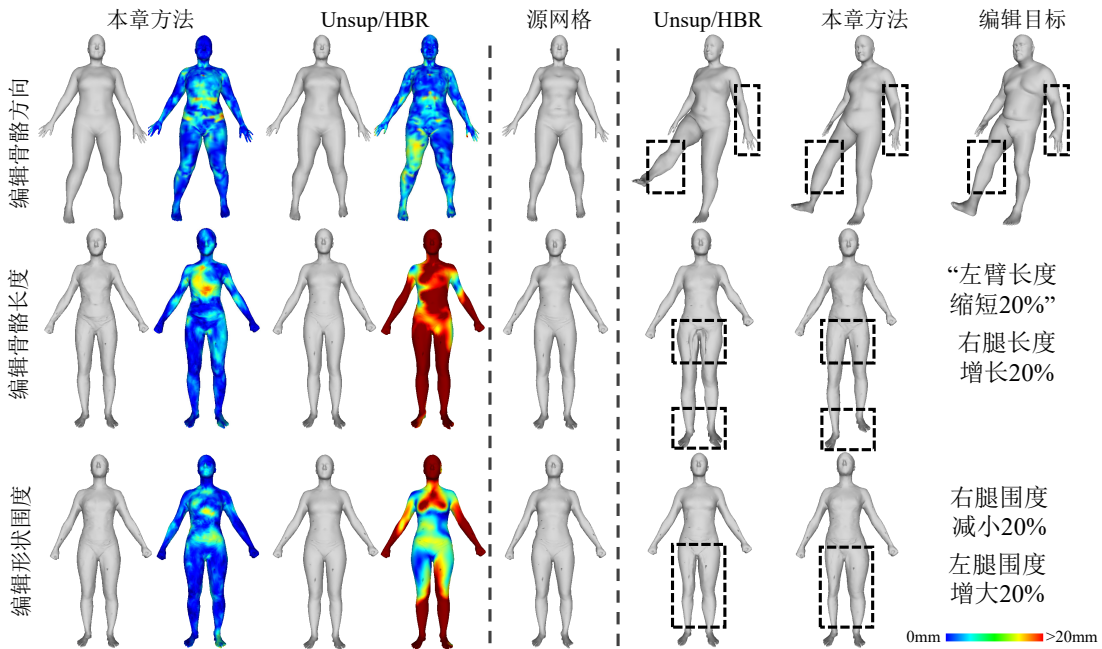 本章方法
Unsup/HBR
源网格
Unsup/HBR
本章方法
编辑目标
编辑骨骼方向
编辑骨骼长度
“左臂长度
缩短20%”
右腿长度
增长20%
编辑形状围度
右腿围度
减小20%
左腿围度
增大20%
0mm
>20mm